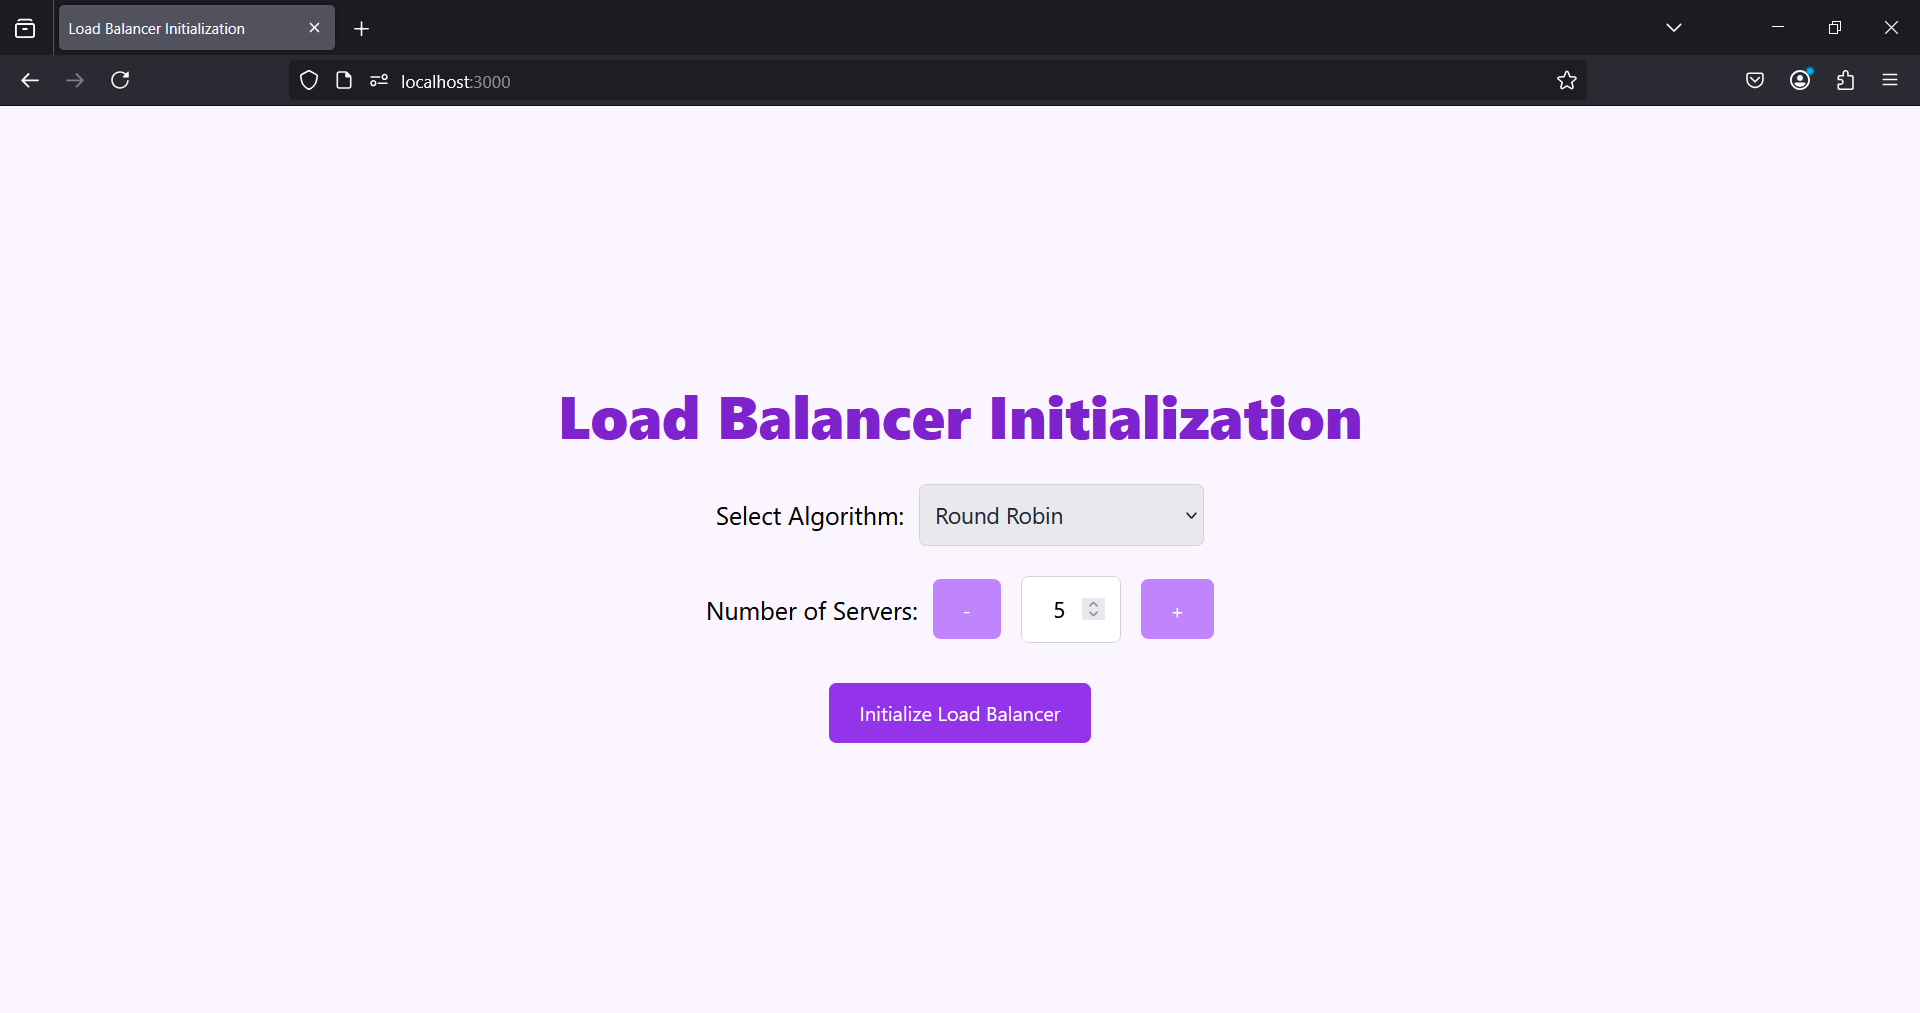 Load Balancer Initialization
localhost:3000
Load Balancer Initialization
Select Algorithm: Round Robin
Number of Servers: - 5 +
Initialize Load Balancer